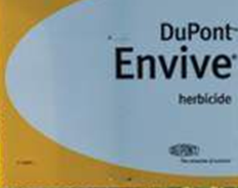 DuPont™
Envive®
herbicide
DUPONT
The miracles of science™